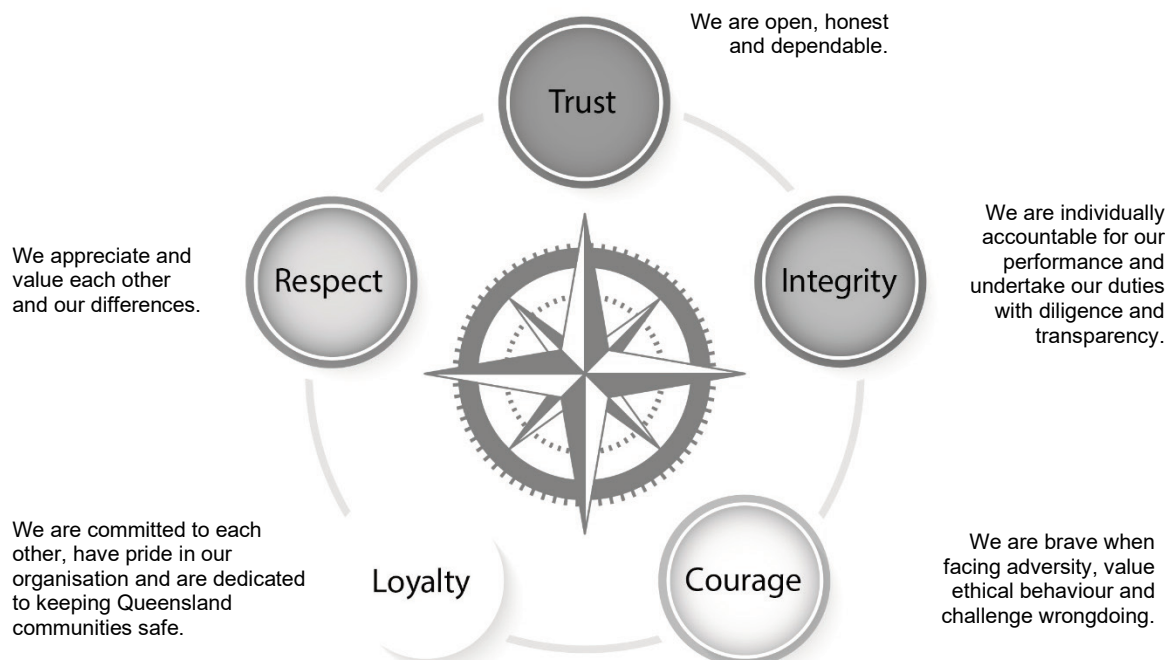 We are open, honest
and dependable.
Trust
Respect
Integrity
We appreciate and
value each other
and our differences.
We are individually
accountable for our
performance and
undertake our duties
with diligence and
transparency.
Loyalty
Courage
We are committed to each
other, have pride in our
organisation and are dedicated
to keeping Queensland
communities safe.
We are brave when
facing adversity, value
ethical behaviour and
challenge wrongdoing.